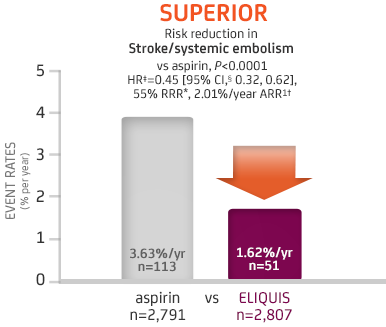 SUPERIOR
Risk reduction in
Stroke/systemic embolism
vs aspirin, P<0.0001
HR‡=0.45 [95% CI,§ 0.32, 0.62],
55% RRR*, 2.01%/year ARR¹†
EVENT RATES
(% per year)
5
4
3
2
1
0
3.63%/yr
n=113
1.62%/yr
n=51
aspirin vs ELIQUIS
n=2,791 n=2,807